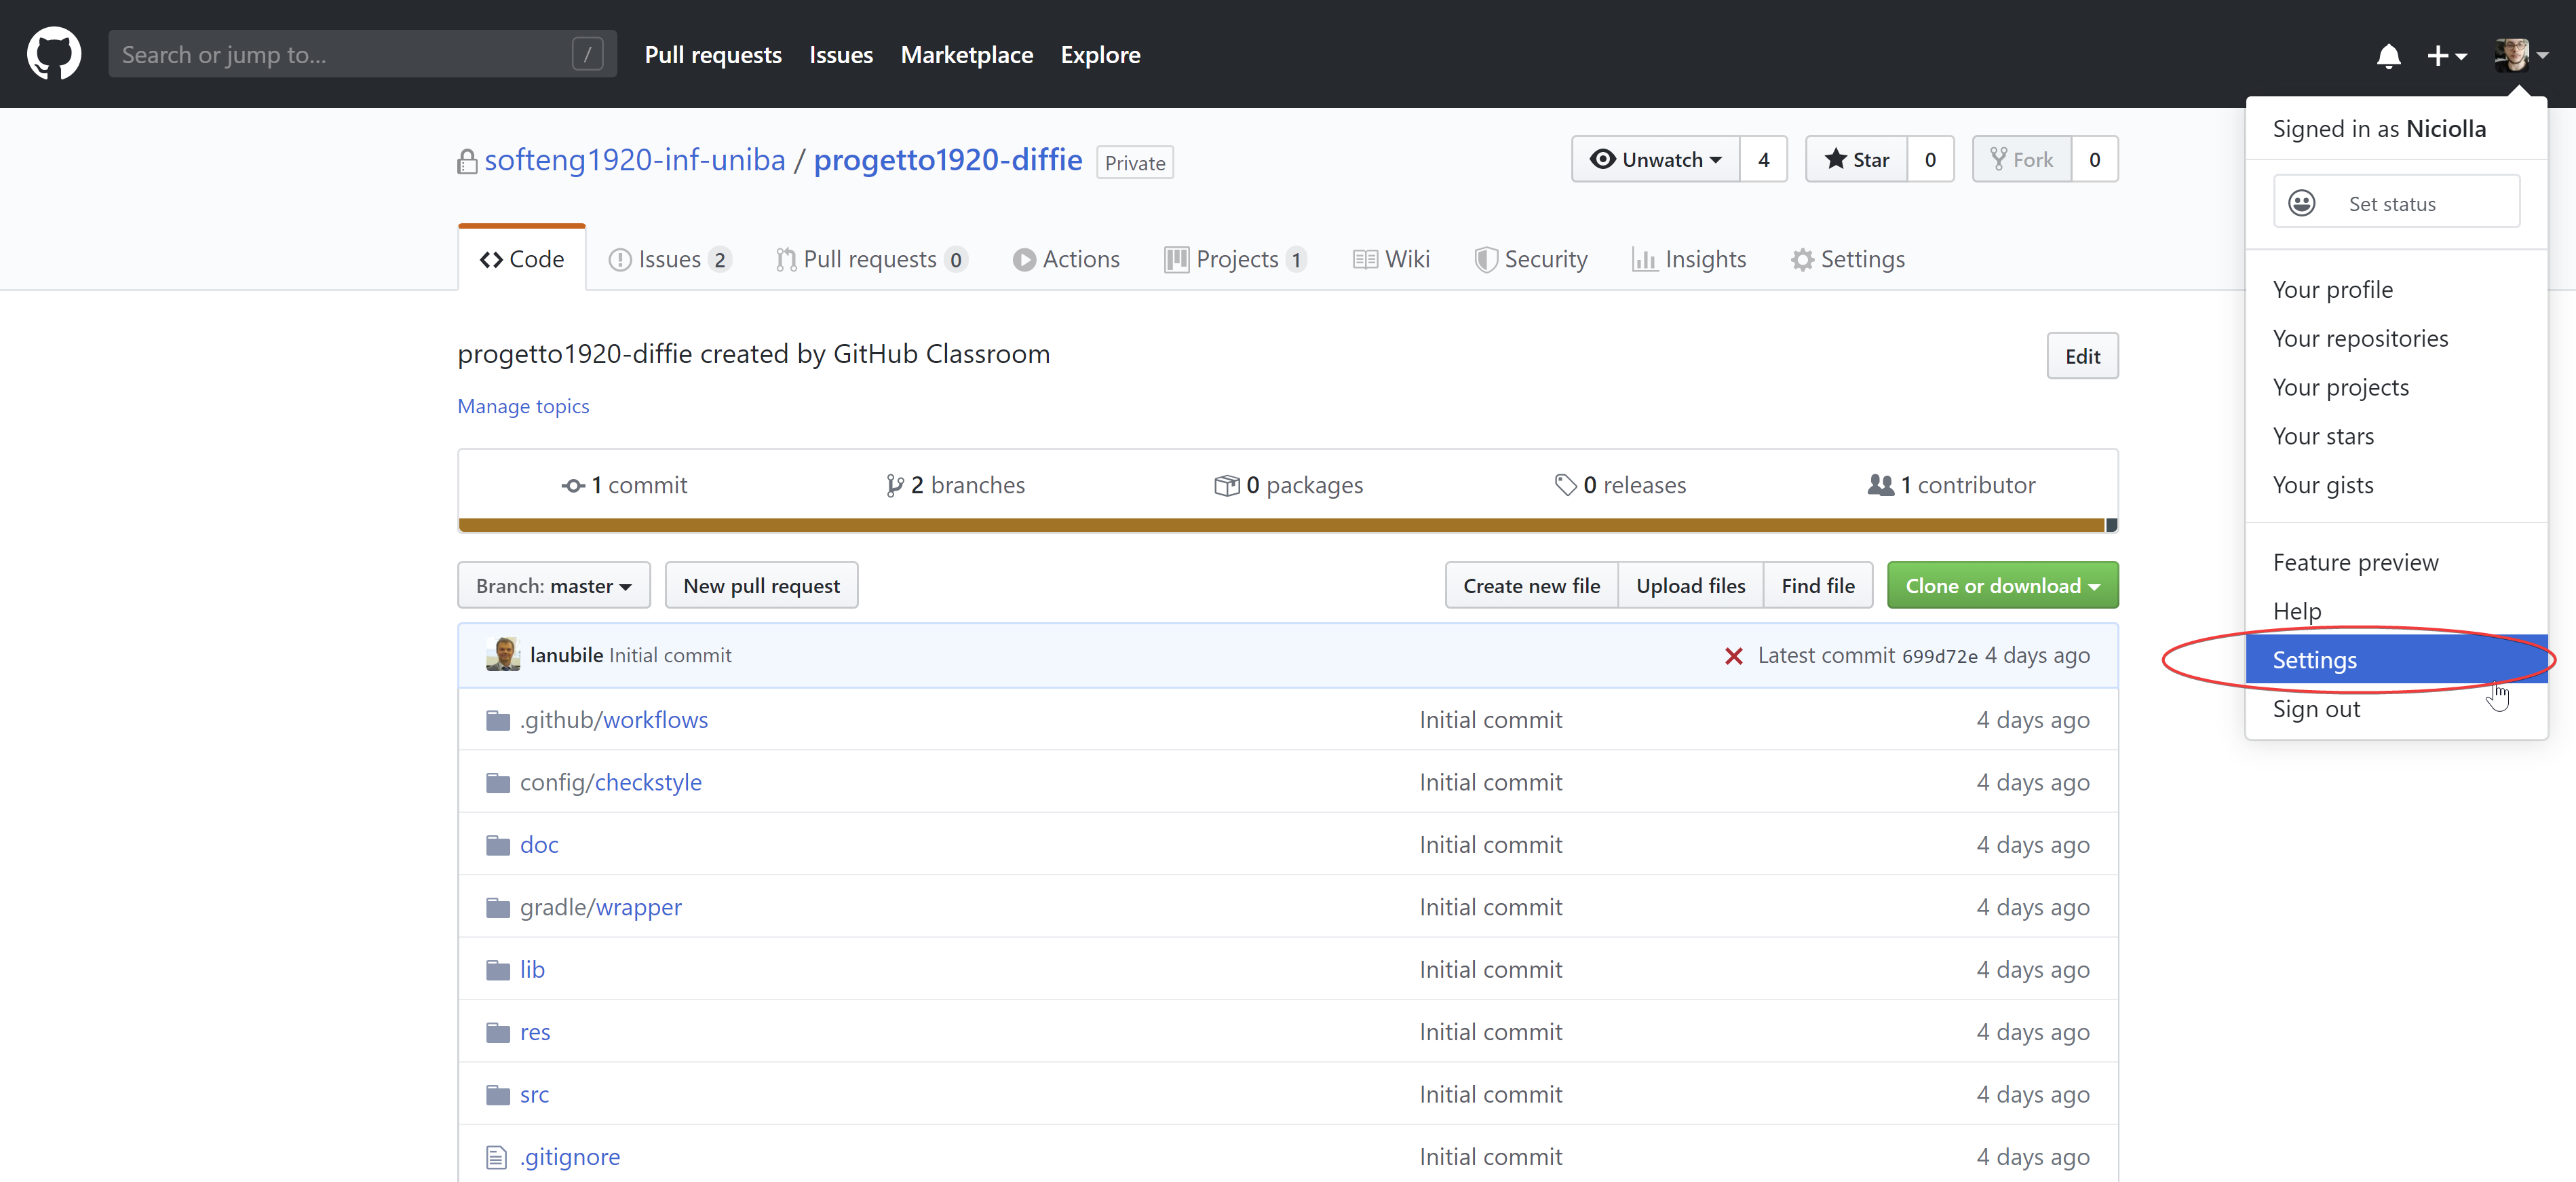 Search or jump to... /
Pull requests Issues Marketplace Explore
Signed in as Niciolla
Set status
Your profile
Your repositories
Your projects
Your stars
Your gists
Feature preview
Help
Settings
Sign out
softeng1920-inf-uniba / progetto1920-diffie Private
Unwatch 4 Star 0 Fork 0
Code Issues 2 Pull requests 0 Actions Projects 1 Wiki Security Insights Settings
progetto1920-diffie created by GitHub Classroom
Edit
Manage topics
1 commit 2 branches 0 packages 0 releases 1 contributor
Branch: master New pull request Create new file Upload files Find file Clone or download
lanubile Initial commit Latest commit 699d72e 4 days ago
.github/workflows Initial commit 4 days ago
config/checkstyle Initial commit 4 days ago
doc Initial commit 4 days ago
gradle/wrapper Initial commit 4 days ago
lib Initial commit 4 days ago
res Initial commit 4 days ago
src Initial commit 4 days ago
.gitignore Initial commit 4 days ago